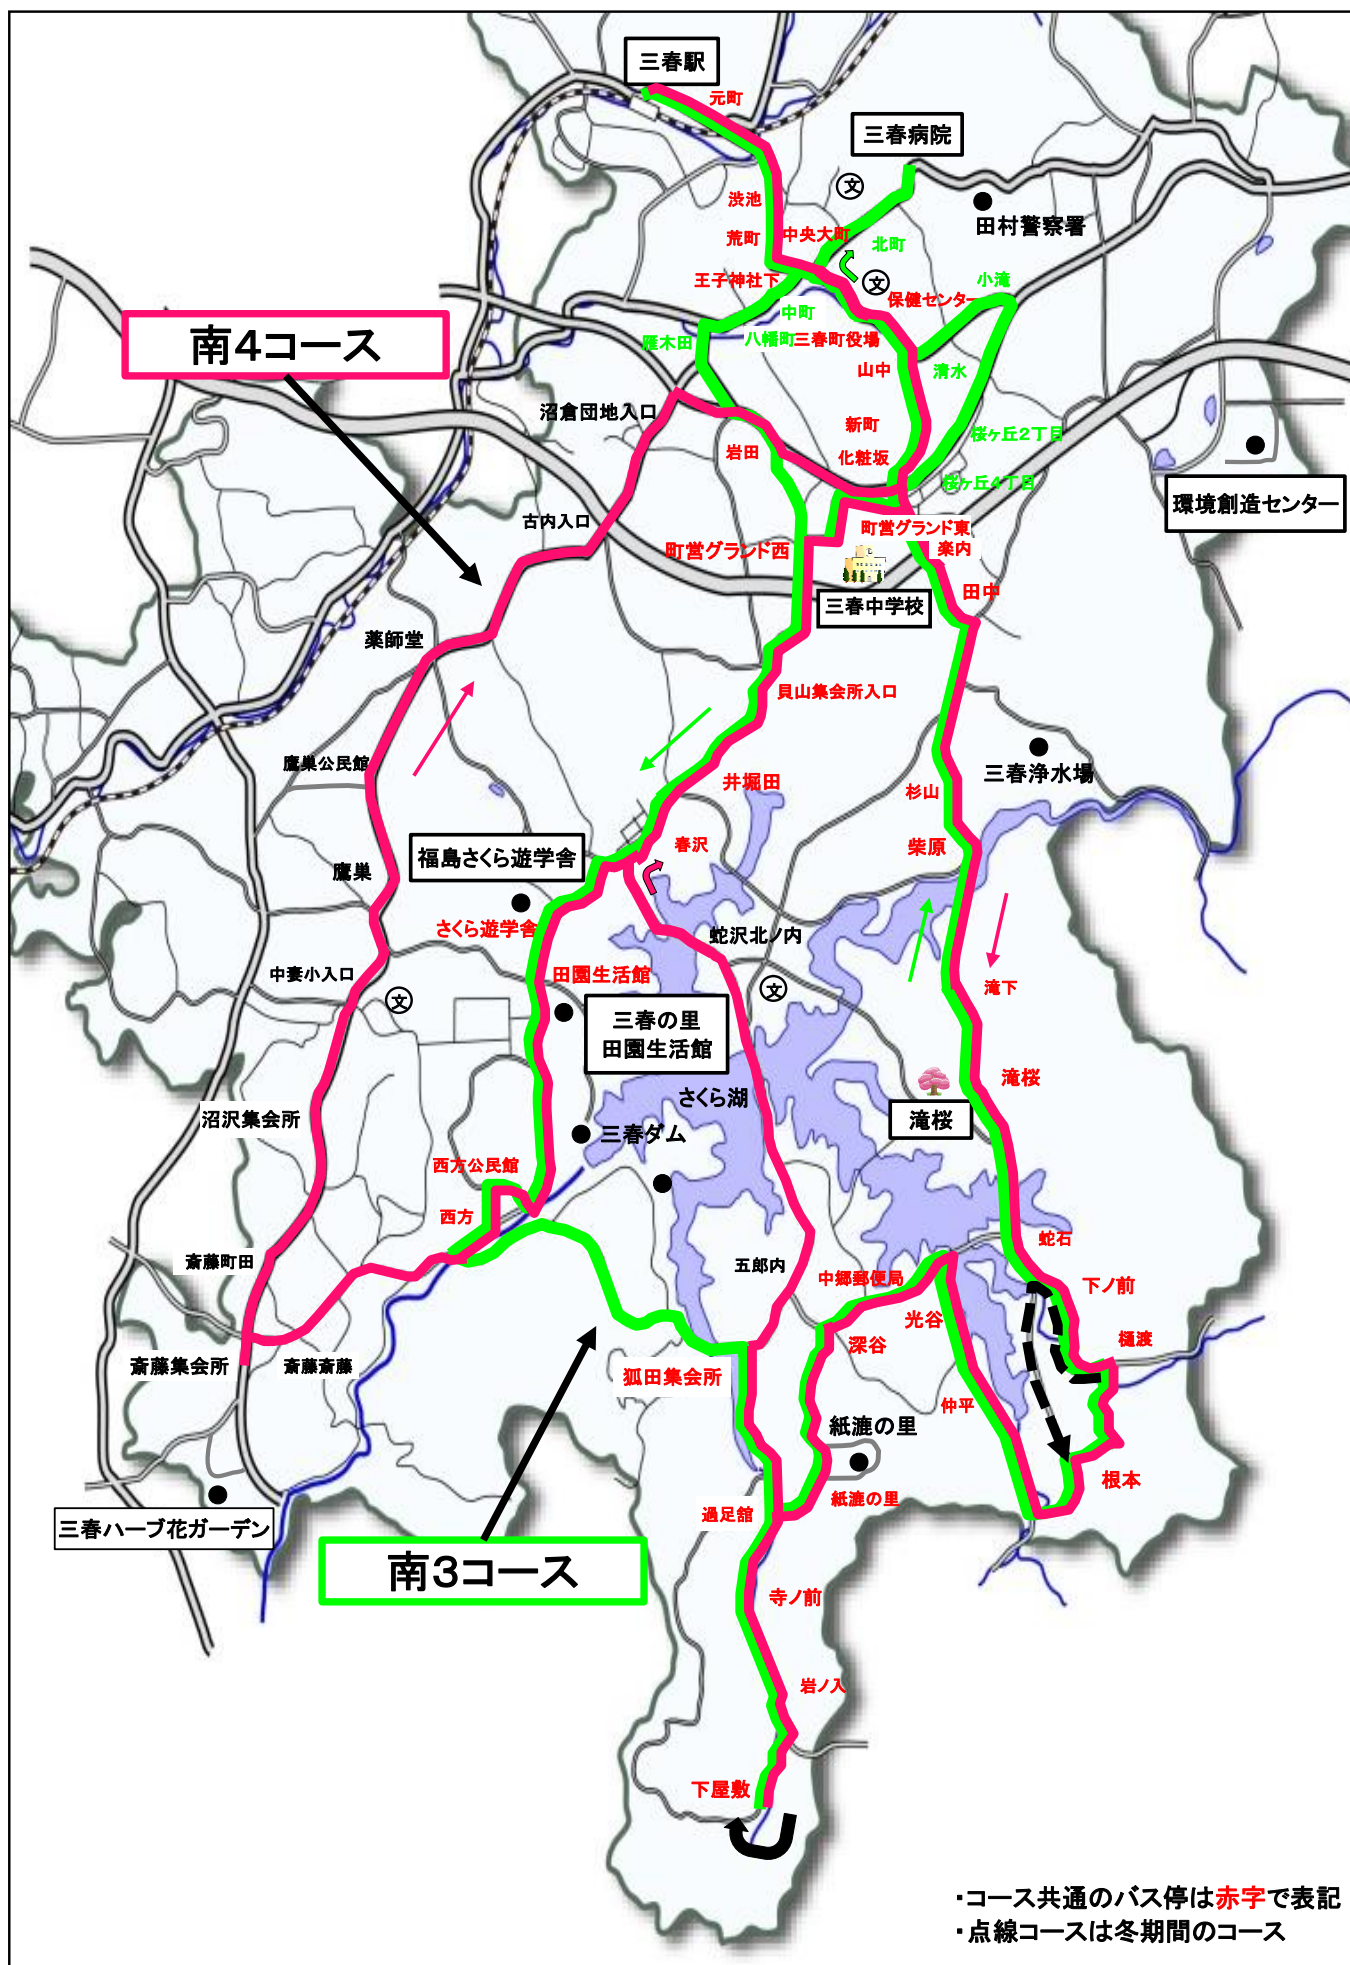 三春駅
元町
三春病院
文
渋池
田村警察署
荒町
中央大町
北町
王子神社下
文
小滝
保健センター
中町
南4コース
雁木田
八幡町
三春町役場
山中
清水
沼倉団地入口
新町
岩田
桜ヶ丘2丁目
化粧坂
桜ヶ丘4丁目
環境創造センター
古内入口
町営グランド東
町営グランド西
楽内
田中
三春中学校
薬師堂
貝山集会所入口
鷹巣公民館
三春浄水場
井堀田
杉山
春沢
柴原
福島さくら遊学舎
鷹巣
さくら遊学舎
蛇沢北ノ内
中妻小入口
田園生活館
滝下
文
文
三春の里
田園生活館
さくら湖
滝桜
沼沢集会所
滝桜
三春ダム
西方公民館
西方
蛇石
斎藤町田
五郎内
中郷郵便局
下ノ前
光谷
深谷
樋渡
斎藤集会所
斎藤斎藤
狐田集会所
仲平
紙漉の里
根本
三春ハーブ花ガーデン
過足舘
紙漉の里
南3コース
寺ノ前
岩ノ入
下屋敷
・コース共通のバス停は赤字で表記
・点線コースは冬期間のコース